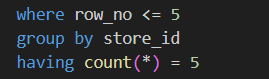 where row_no <= 5
group by store_id
having count(*) = 5